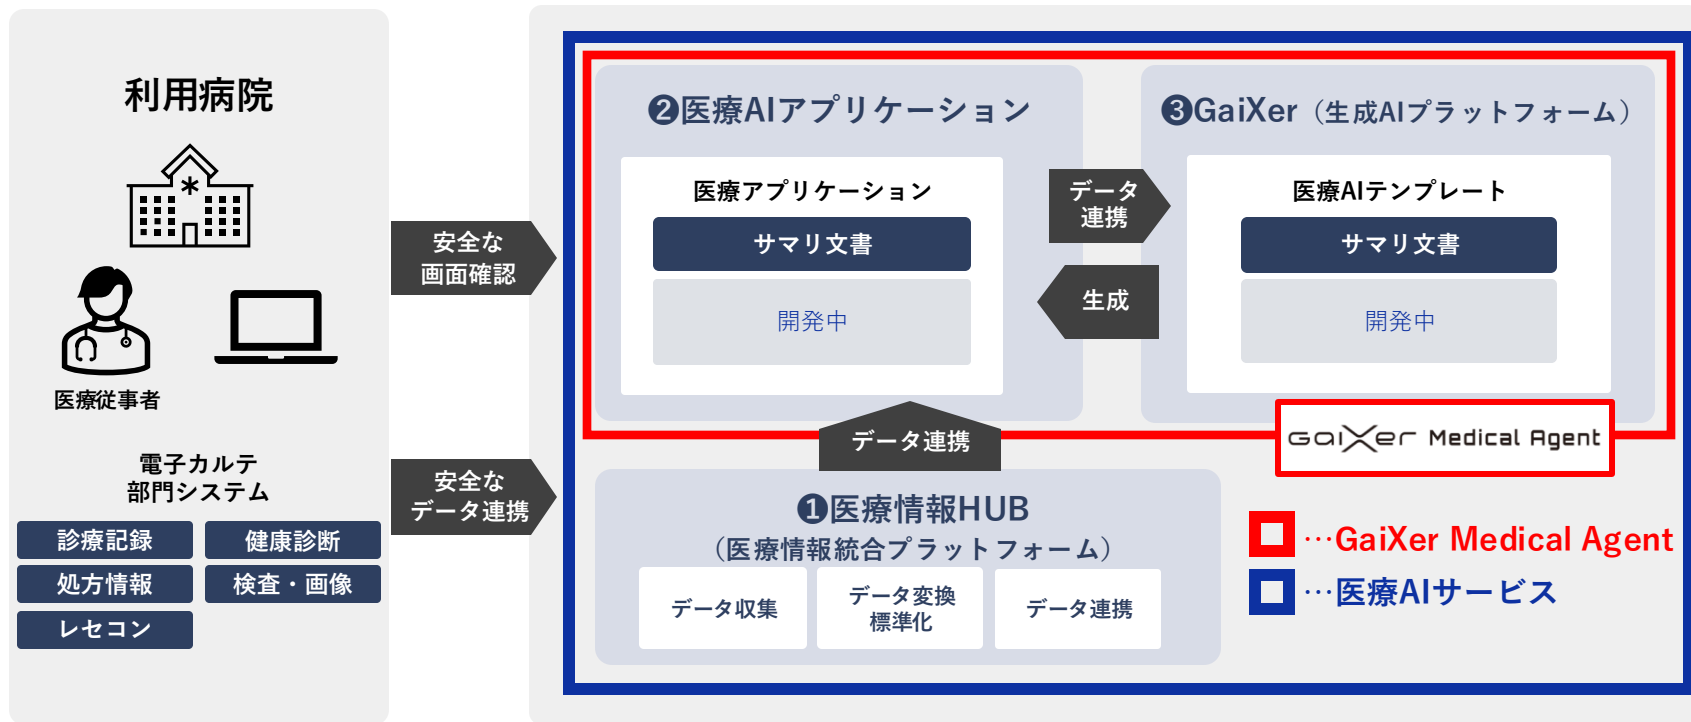 利用病院
医療従事者
電子カルテ
部門システム
診療記録
健康診断
処方情報
検査・画像
レセコン
安全な
画面確認
安全な
データ連携
❷医療AIアプリケーション
医療アプリケーション
サマリ文書
開発中
データ
連携
生成
❸GaiXer（生成AIプラットフォーム）
医療AIテンプレート
サマリ文書
開発中
GaiXer Medical Agent
データ連携
❶医療情報HUB
（医療情報統合プラットフォーム）
データ収集
データ変換
標準化
データ連携
…GaiXer Medical Agent
…医療AIサービス